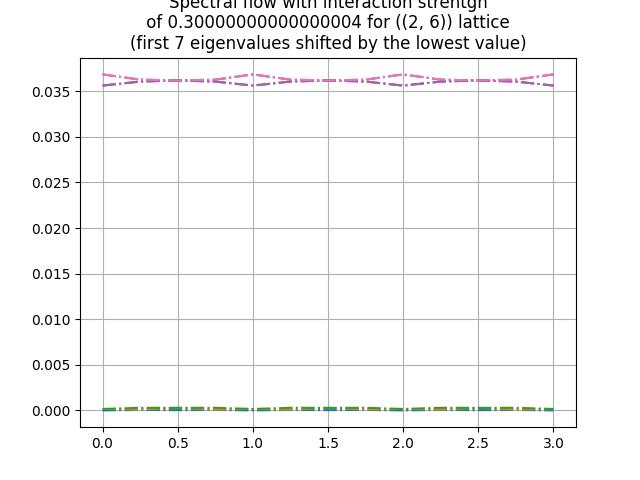 Spectral flow with interaction strentgh
of 0.30000000000000004 for ((2, 6)) lattice
(first 7 eigenvalues shifted by the lowest value)
0.035
0.030
0.025
0.020
0.015
0.010
0.005
0.000
0.0 0.5 1.0 1.5 2.0 2.5 3.0